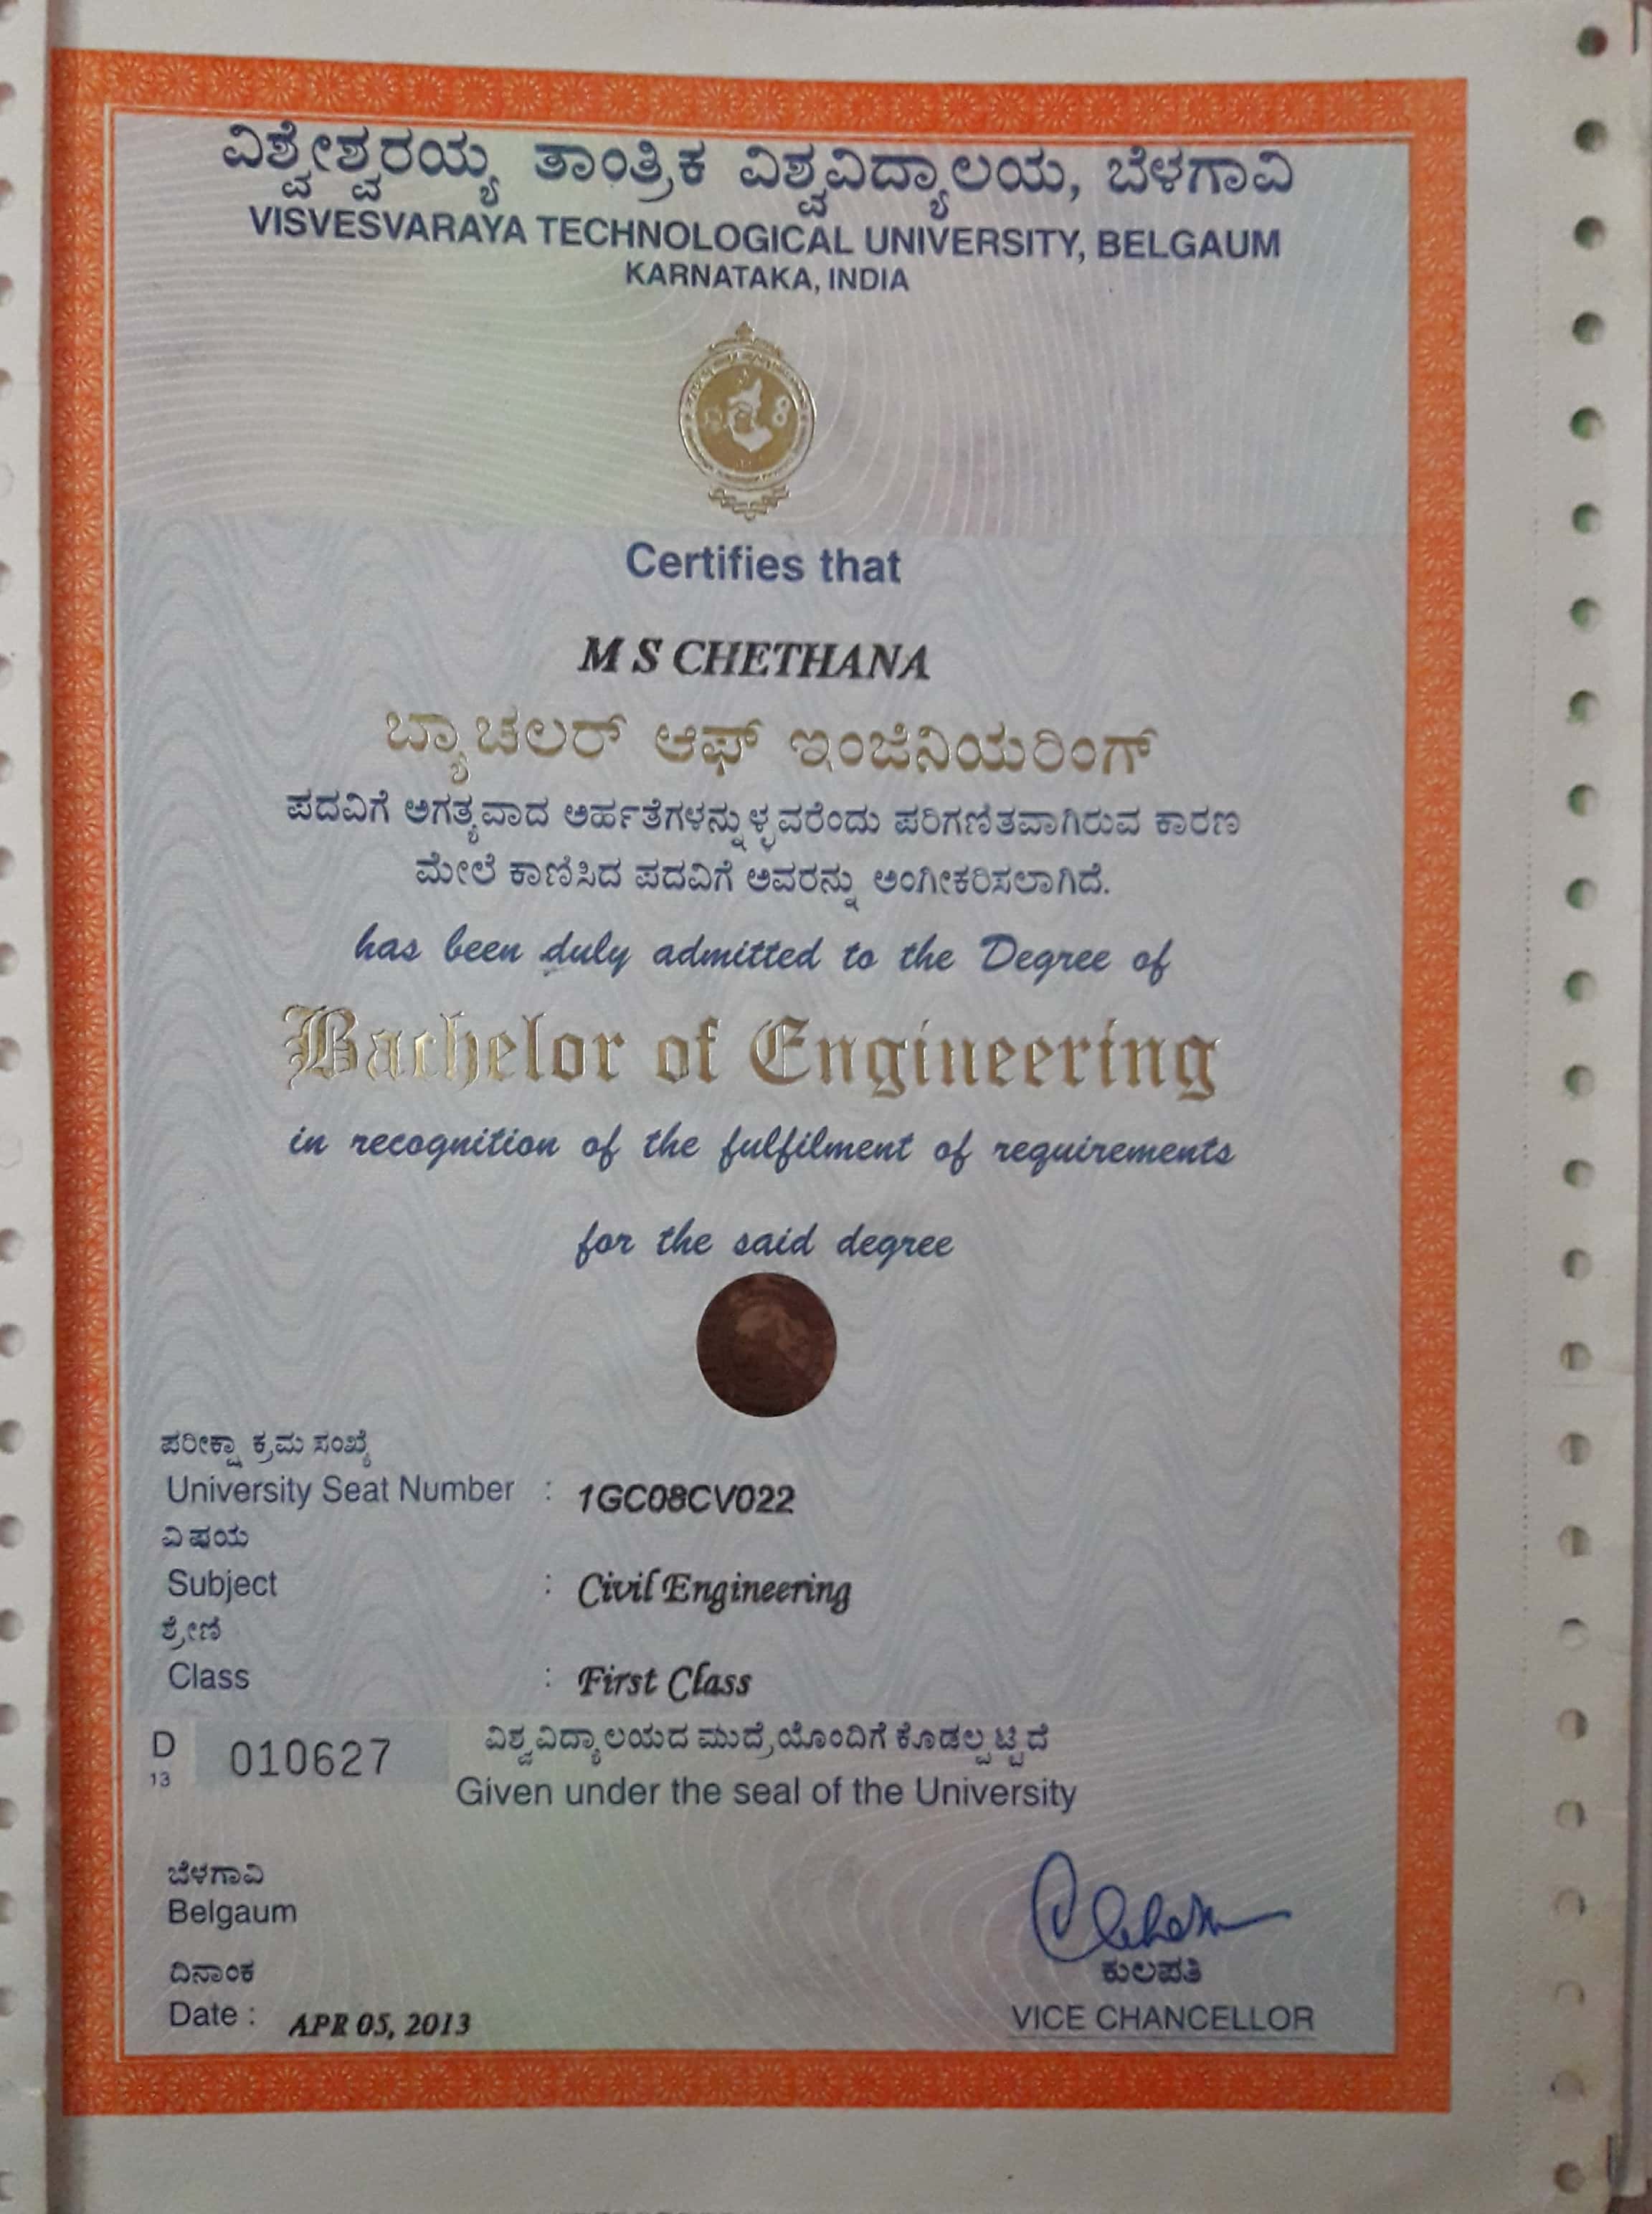 ವಿಶ್ವೇಶ್ವರಯ್ಯ ತಾಂತ್ರಿಕ ವಿಶ್ವವಿದ್ಯಾಲಯ, ಬೆಳಗಾವಿ
VISVESVARAYA TECHNOLOGICAL UNIVERSITY, BELGAUM
KARNATAKA, INDIA
Certifies that
M S CHETHANA
ಬ್ಯಾಚಲರ್ ಆಫ್ ಇಂಜಿನಿಯರಿಂಗ್
ಪದವಿಗೆ ಅಗತ್ಯವಾದ ಅರ್ಹತೆಗಳನ್ನುಳ್ಳವರೆಂದು ಪರಿಗಣಿತವಾಗಿರುವ ಕಾರಣ
ಮೇಲೆ ಕಾಣಿಸಿದ ಪದವಿಗೆ ಅವರನ್ನು ಅಂಗೀಕರಿಸಲಾಗಿದೆ.
has been duly admitted to the Degree of
Bachelor of Engineering
in recognition of the fulfilment of requirements
for the said degree
ಪರೀಕ್ಷಾ ಕ್ರಮ ಸಂಖ್ಯೆ
University Seat Number : 1GC08CV022
ವಿಷಯ
Subject : Civil Engineering
ಶ್ರೇಣಿ
Class : First Class
D 13 010627
ವಿಶ್ವವಿದ್ಯಾಲಯದ ಮುದ್ರೆಯೊಂದಿಗೆ ಕೊಡಲ್ಪಟ್ಟಿದೆ
Given under the seal of the University
ಬೆಳಗಾವಿ
Belgaum
ದಿನಾಂಕ
Date : APR 05, 2013
ಕುಲಪತಿ
VICE CHANCELLOR